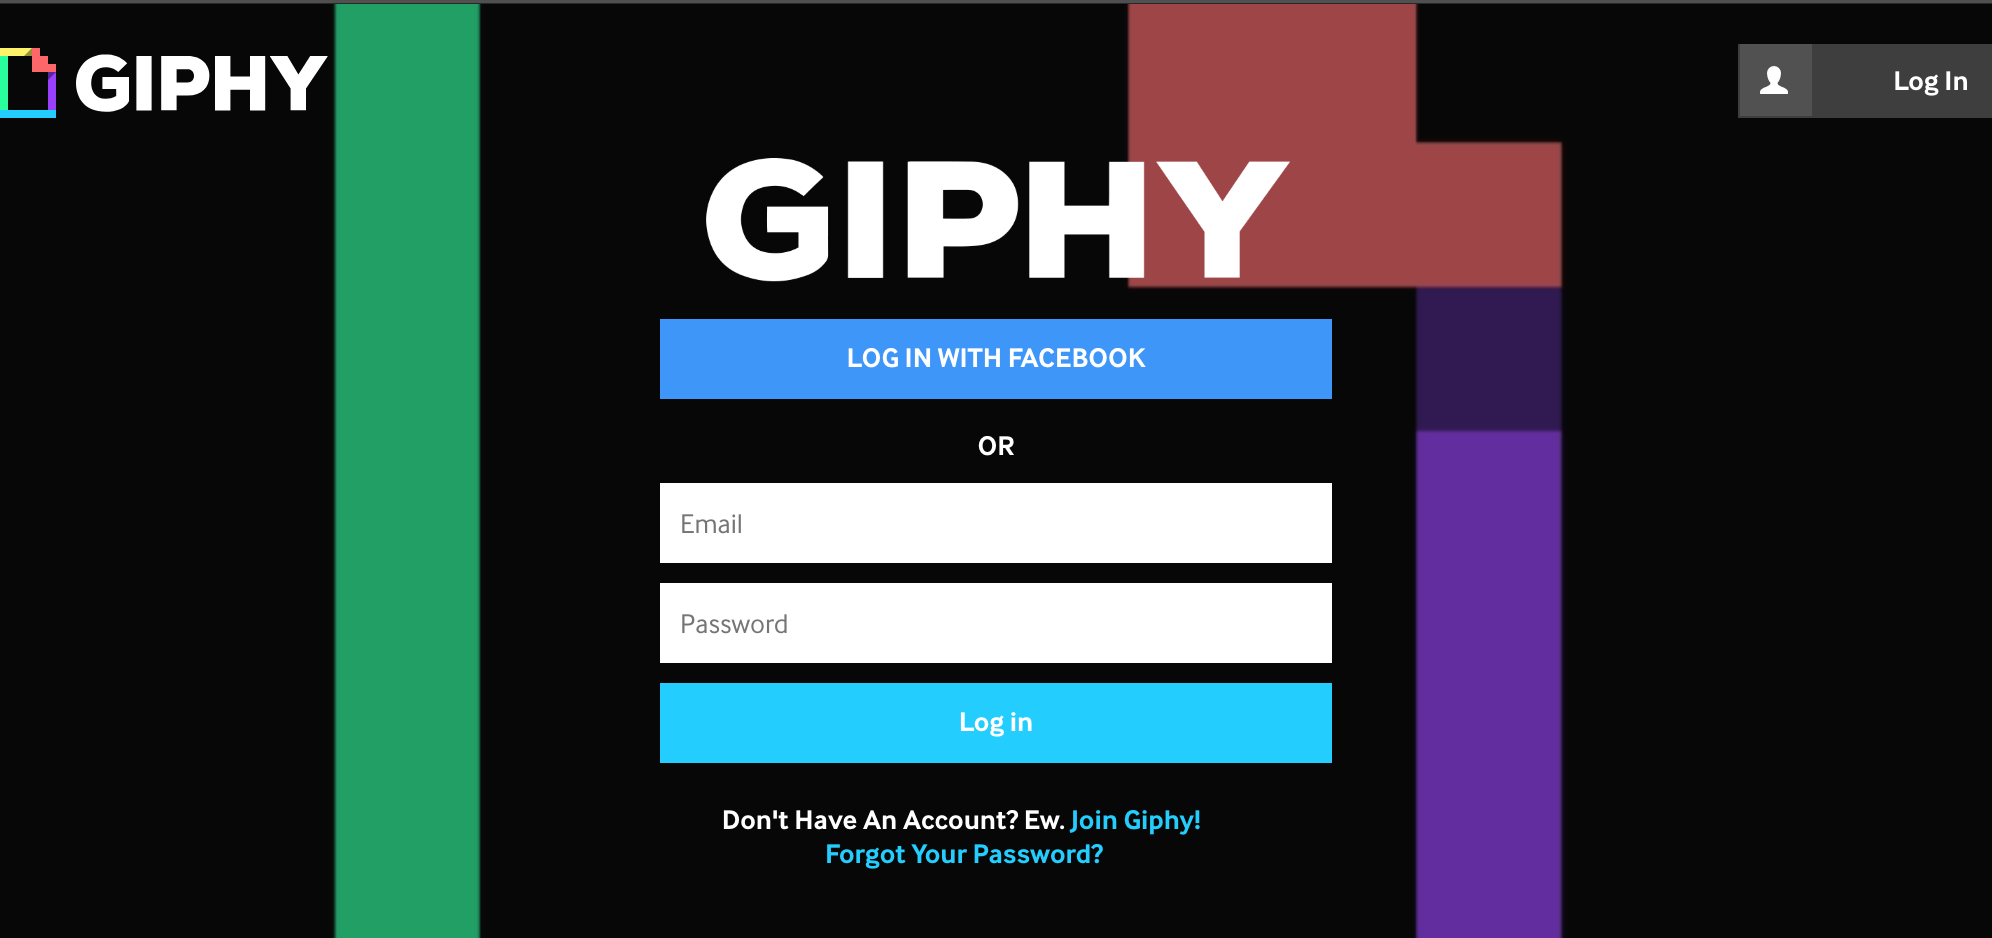 GIPHY
Log In
GIPHY
LOG IN WITH FACEBOOK
OR
Email
Password
Log in
Don't Have An Account? Ew. Join Giphy!
Forgot Your Password?